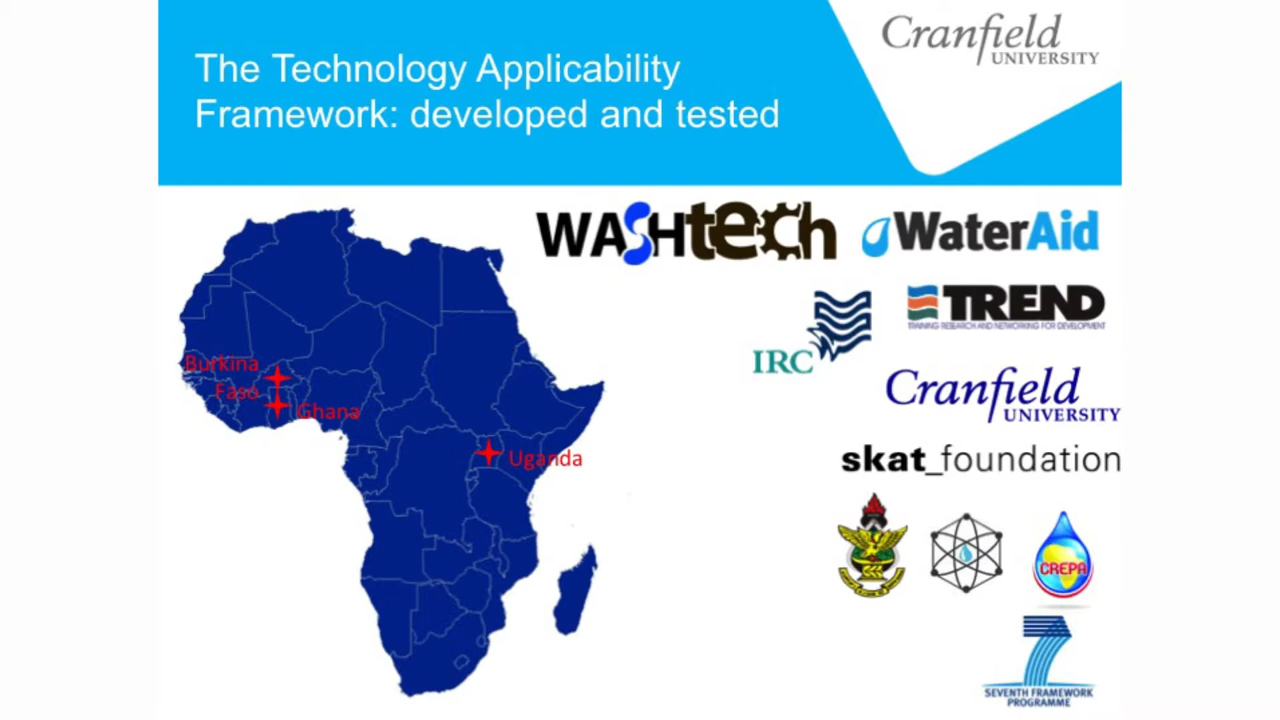 The Technology Applicability
Framework: developed and tested
Cranfield
UNIVERSITY
WASHtech
WaterAid
TREND
TRAINING RESEARCH AND NETWORKING FOR DEVELOPMENT
IRC
Cranfield
UNIVERSITY
skat_foundation
Burkina
Faso
Ghana
Uganda
CREPA
7
SEVENTH FRAMEWORK
PROGRAMME